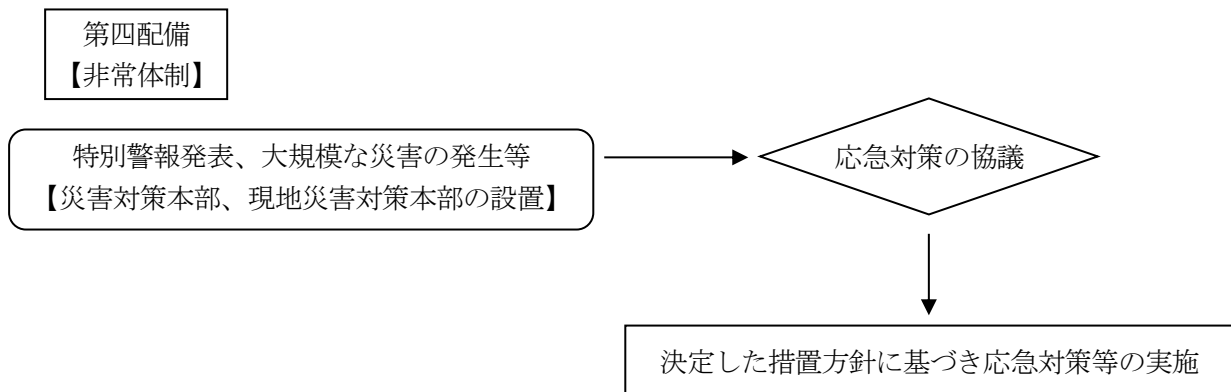 第四配備
【非常体制】
特別警報発表、大規模な災害の発生等
【災害対策本部、現地災害対策本部の設置】
応急対策の協議
決定した措置方針に基づき応急対策等の実施